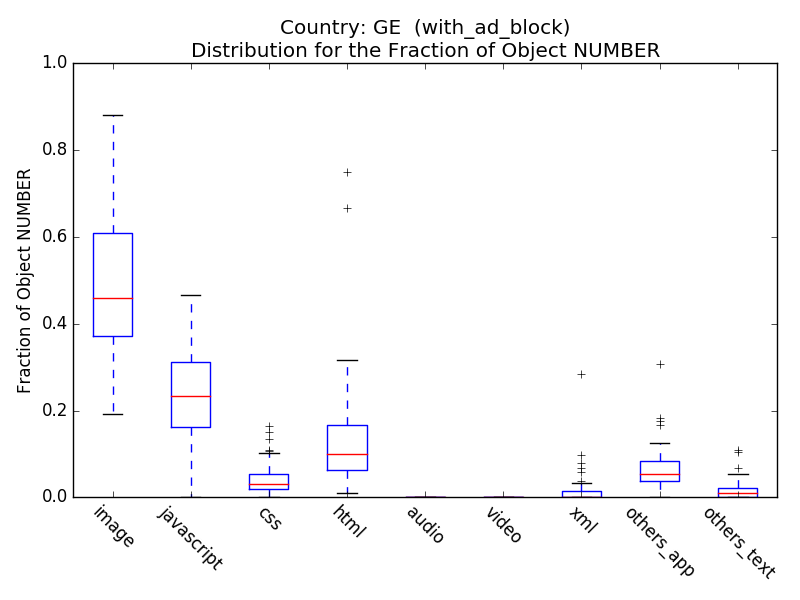 Country: GE  (with_ad_block)
Distribution for the Fraction of Object NUMBER
Fraction of Object NUMBER
1.0
0.8
0.6
0.4
0.2
0.0
image
javascript
css
html
audio
video
xml
others_app
others_text